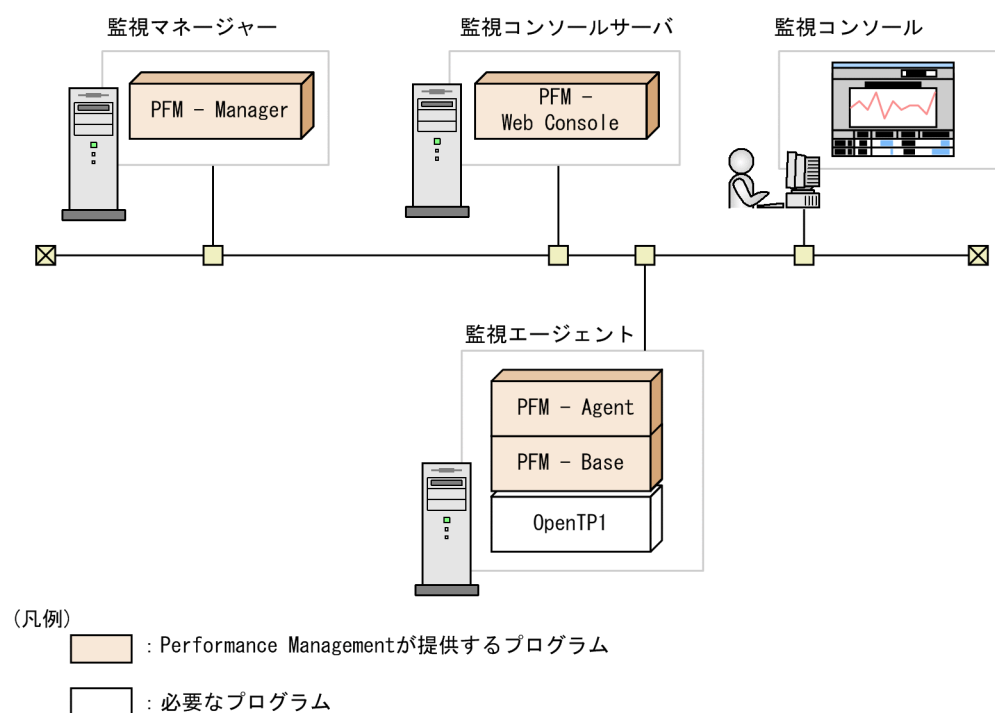 監視マネージャー
監視コンソールサーバ
監視コンソール
PFM － Manager
PFM －
Web Console
監視エージェント
PFM － Agent
PFM － Base
OpenTP1
(凡例)
：Performance Managementが提供するプログラム
：必要なプログラム